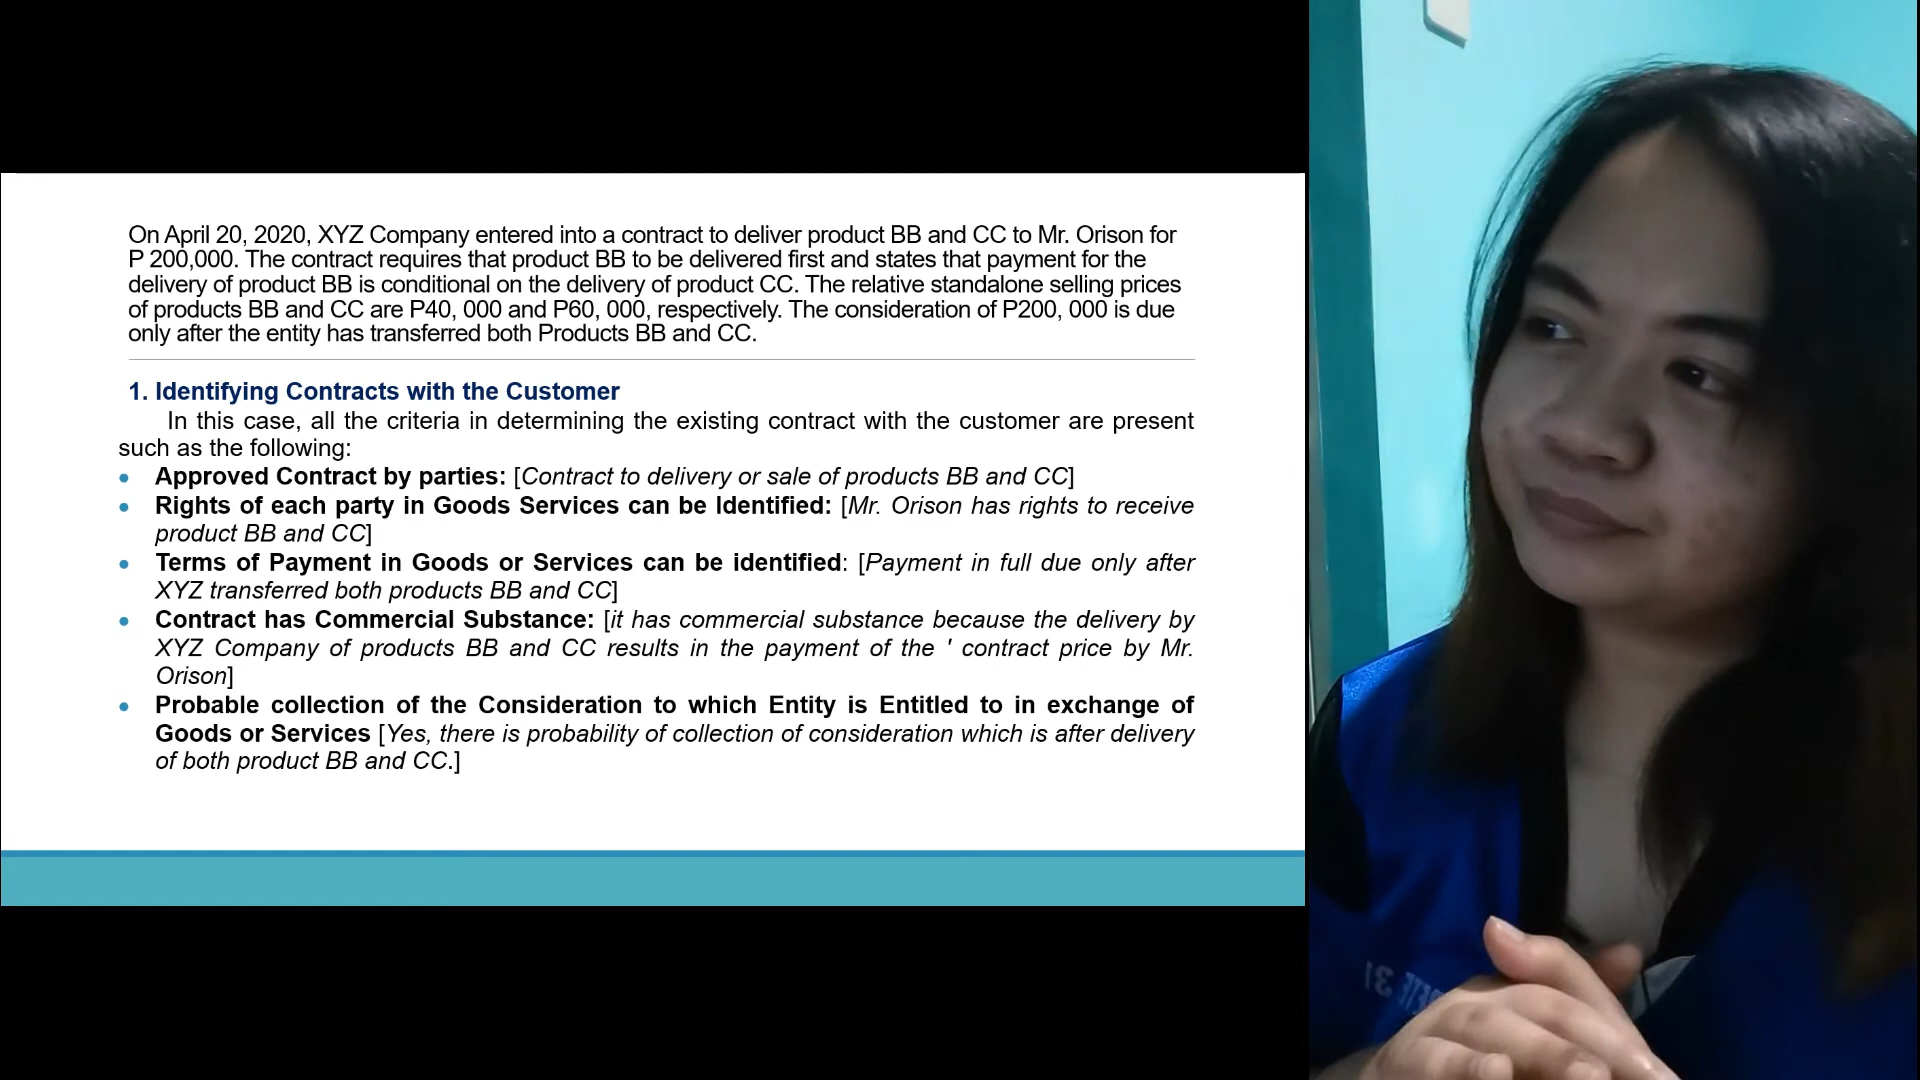 On April 20, 2020, XYZ Company entered into a contract to deliver product BB and CC to Mr. Orison for
P 200,000. The contract requires that product BB to be delivered first and states that payment for the
delivery of product BB is conditional on the delivery of product CC. The relative standalone selling prices
of products BB and CC are P40, 000 and P60, 000, respectively. The consideration of P200, 000 is due
only after the entity has transferred both Products BB and CC.
1. Identifying Contracts with the Customer
In this case, all the criteria in determining the existing contract with the customer are present
such as the following:
• Approved Contract by parties: [Contract to delivery or sale of products BB and CC]
• Rights of each party in Goods Services can be Identified: [Mr. Orison has rights to receive
product BB and CC]
• Terms of Payment in Goods or Services can be identified: [Payment in full due only after
XYZ transferred both products BB and CC]
• Contract has Commercial Substance: [it has commercial substance because the delivery by
XYZ Company of products BB and CC results in the payment of the ' contract price by Mr.
Orison]
• Probable collection of the Consideration to which Entity is Entitled to in exchange of
Goods or Services [Yes, there is probability of collection of consideration which is after delivery
of both product BB and CC.]